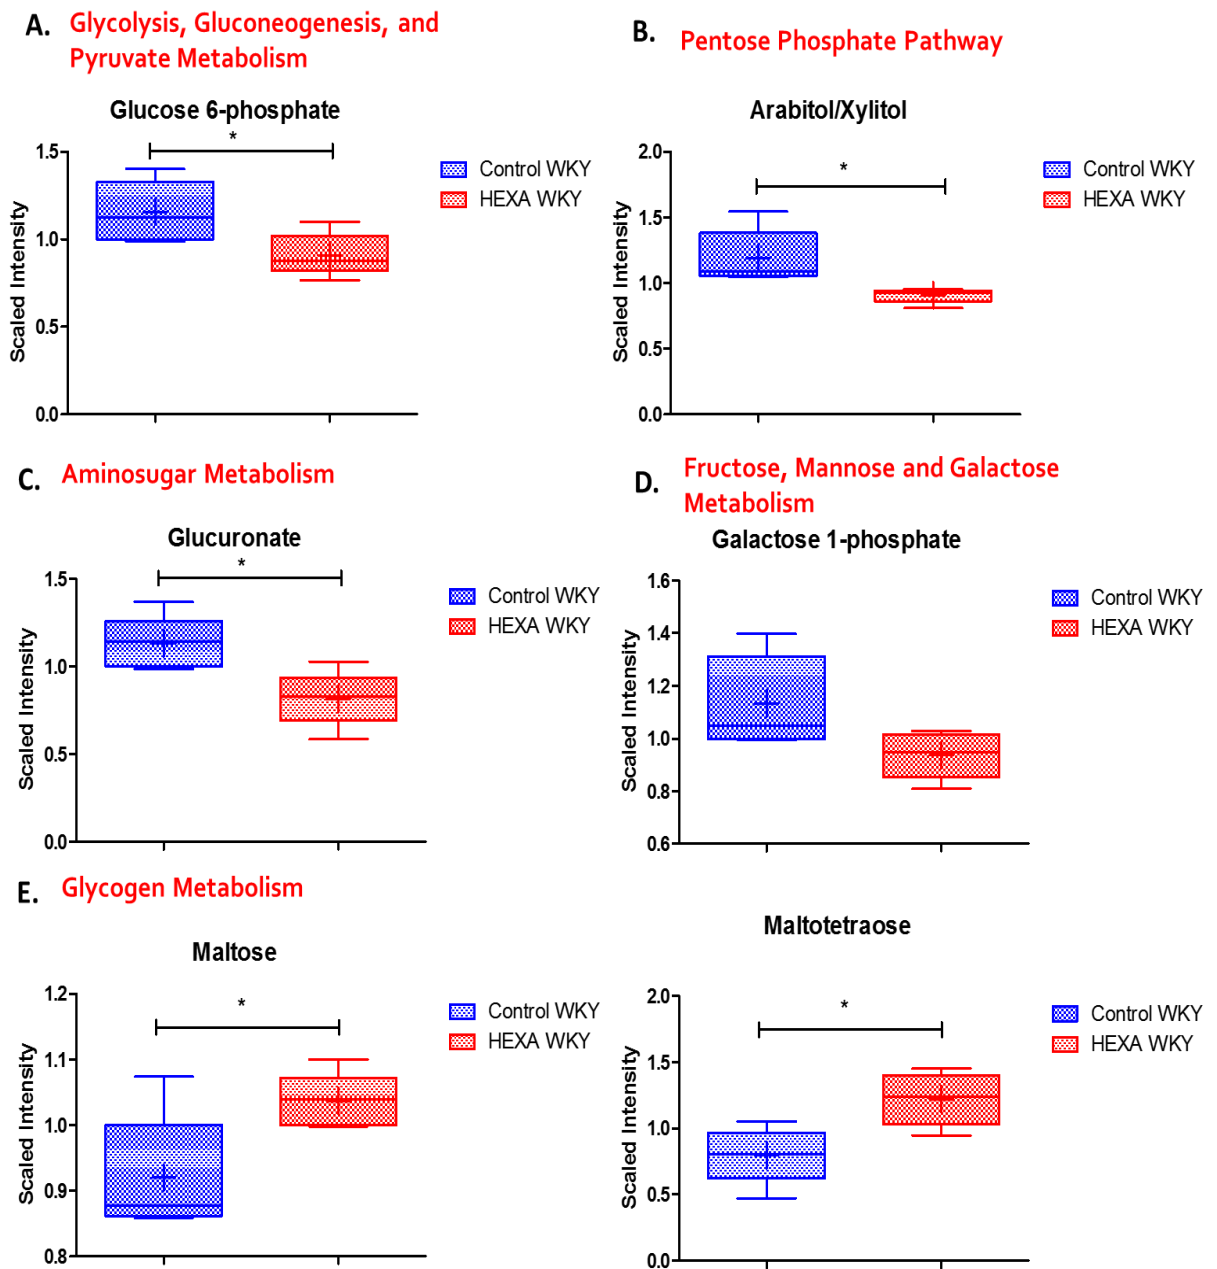 A. Glycolysis, Gluconeogenesis, and
Pyruvate Metabolism
Glucose 6-phosphate
*
1.5
1.0
0.5
0.0
Scaled Intensity
Control WKY
HEXA WKY
B. Pentose Phosphate Pathway
Arabitol/Xylitol
*
2.0
1.5
1.0
0.5
0.0
Scaled Intensity
Control WKY
HEXA WKY
C. Aminosugar Metabolism
Glucuronate
*
1.5
1.0
0.5
0.0
Scaled Intensity
Control WKY
HEXA WKY
D. Fructose, Mannose and Galactose
Metabolism
Galactose 1-phosphate
1.6
1.4
1.2
1.0
0.8
0.6
Scaled Intensity
Control WKY
HEXA WKY
E. Glycogen Metabolism
Maltose
*
1.2
1.1
1.0
0.9
0.8
Scaled Intensity
Control WKY
HEXA WKY
Maltotetraose
*
2.0
1.5
1.0
0.5
0.0
Scaled Intensity
Control WKY
HEXA WKY